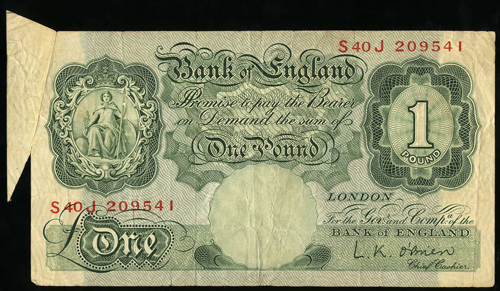 S40J 209541
Bank of England
Promise to pay the Bearer
on Demand the sum of
One Pound
1
POUND
S40J 209541
LONDON
For the Gov.r and Comp.a of the
BANK OF ENGLAND
L.K. O'Brien
Chief Cashier.
£ One